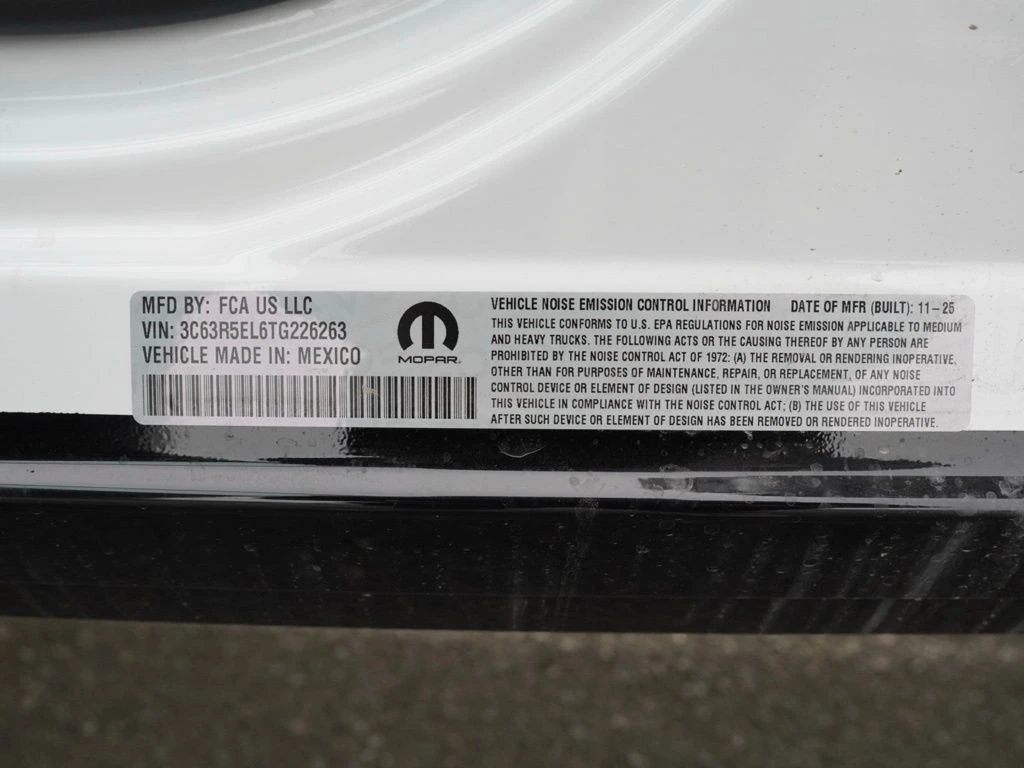 MFD BY: FCA US LLC
VIN: 3C63R5EL6TG226263
VEHICLE MADE IN: MEXICO
MOPAR
VEHICLE NOISE EMISSION CONTROL INFORMATION DATE OF MFR (BUILT): 11-25
THIS VEHICLE CONFORMS TO U.S. EPA REGULATIONS FOR NOISE EMISSION APPLICABLE TO MEDIUM
AND HEAVY TRUCKS. THE FOLLOWING ACTS OR THE CAUSING THEREOF BY ANY PERSON ARE
PROHIBITED BY THE NOISE CONTROL ACT OF 1972: (A) THE REMOVAL OR RENDERING INOPERATIVE,
OTHER THAN FOR PURPOSES OF MAINTENANCE, REPAIR, OR REPLACEMENT, OF ANY NOISE
CONTROL DEVICE OR ELEMENT OF DESIGN (LISTED IN THE OWNER'S MANUAL) INCORPORATED INTO
THIS VEHICLE IN COMPLIANCE WITH THE NOISE CONTROL ACT; (B) THE USE OF THIS VEHICLE
AFTER SUCH DEVICE OR ELEMENT OF DESIGN HAS BEEN REMOVED OR RENDERED INOPERATIVE.